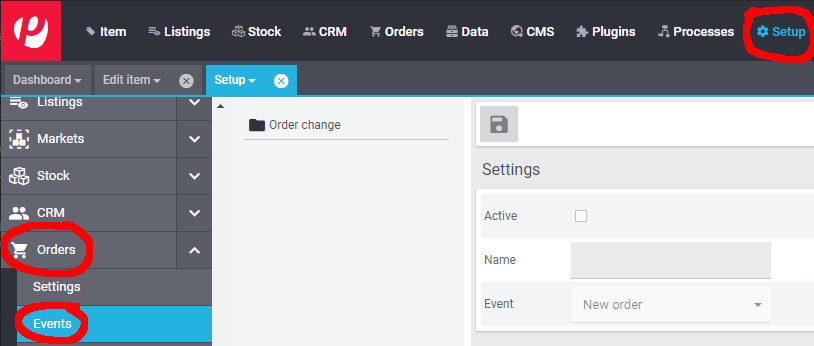 Item Listings Stock CRM Orders Data CMS Plugins Processes Setup
Dashboard Edit item Setup
Listings
Markets
Stock
CRM
Orders
Settings
Events
Order change
Settings
Active
Name
Event New order